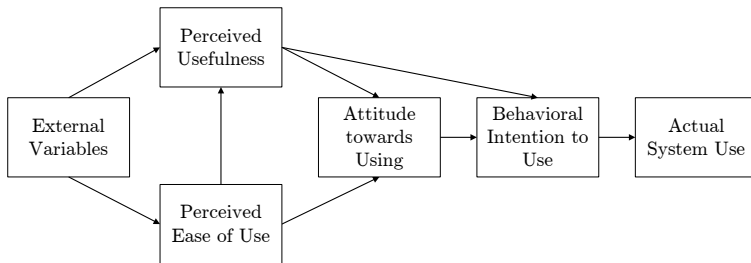 Perceived
Usefulness
External
Variables
Attitude
towards
Using
Behavioral
Intention to
Use
Actual
System Use
Perceived
Ease of Use